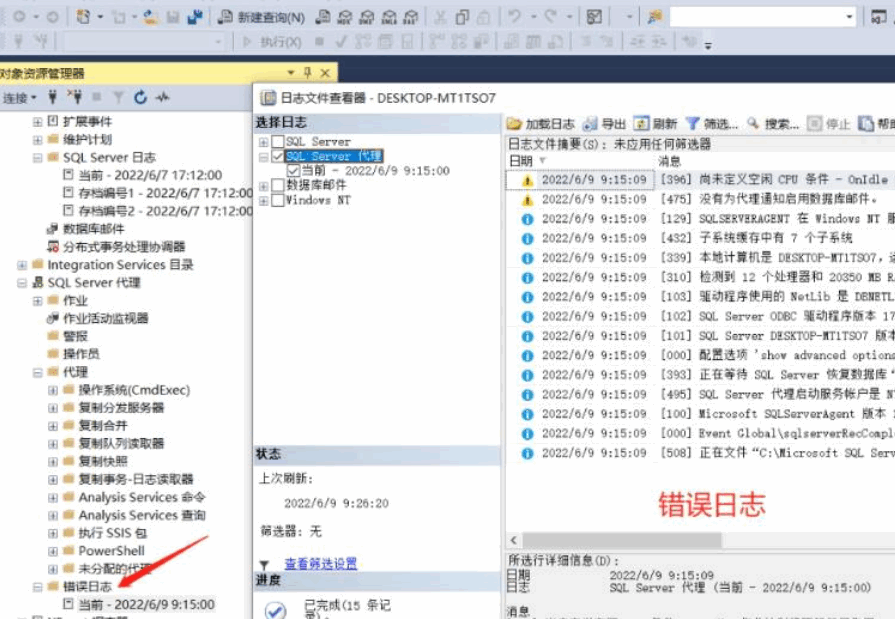 新建查询(N)
执行(X)
对象资源管理器
连接
扩展事件
维护计划
SQL Server 日志
当前 - 2022/6/7 17:12:00
存档编号1 - 2022/6/7 17:12:00
存档编号2 - 2022/6/7 17:12:00
数据库邮件
分布式事务处理协调器
Integration Services 目录
SQL Server 代理
作业
作业活动监视器
警报
操作员
代理
操作系统(CmdExec)
复制分发服务器
复制合并
复制队列读取器
复制快照
复制事务-日志读取器
Analysis Services 命令
Analysis Services 查询
执行 SSIS 包
PowerShell
未分配的代理
错误日志
当前 - 2022/6/9 9:15:00
日志文件查看器 - DESKTOP-MT1TSO7
选择日志
SQL Server
SQL Server 代理
当前 - 2022/6/9 9:15:00
数据库邮件
Windows NT
状态
上次刷新:
2022/6/9 9:26:20
筛选器: 无
查看筛选设置
进度
已完成(15 条记
录)
加载日志 导出 刷新 筛选... 搜索... 停止 帮助
日志文件摘要(S): 未应用任何筛选器
日期 消息
2022/6/9 9:15:09 [396] 尚未定义空闲 CPU 条件 - OnIdle
2022/6/9 9:15:09 [475] 没有为代理通知启用数据库邮件。
2022/6/9 9:15:09 [129] SQLSERVERAGENT 在 Windows NT
2022/6/9 9:15:09 [432] 子系统缓存中有 7 个子系统
2022/6/9 9:15:09 [339] 本地计算机是 DESKTOP-MT1TSO7,
2022/6/9 9:15:09 [310] 检测到 12 个处理器和 20350 MB
2022/6/9 9:15:09 [103] 驱动程序使用的 NetLib 是 DBNETL
2022/6/9 9:15:09 [102] SQL Server ODBC 驱动程序版本 17
2022/6/9 9:15:09 [101] SQL Server DESKTOP-MT1TSO7 版本
2022/6/9 9:15:09 [000] 配置选项 'show advanced options
2022/6/9 9:15:09 [393] 正在等待 SQL Server 恢复数据库
2022/6/9 9:15:09 [495] SQL Server 代理启动服务帐户是
2022/6/9 9:15:09 [100] Microsoft SQLServerAgent 版本
2022/6/9 9:15:09 [000] Event Global\sqlserverRecComple
2022/6/9 9:15:09 [508] 正在文件“C:\Microsoft SQL Serve
错误日志
所选行详细信息(D):
日期 2022/6/9 9:15:09
日志 SQL Server 代理 (当前 - 2022/6/9 9:15:00)
消息